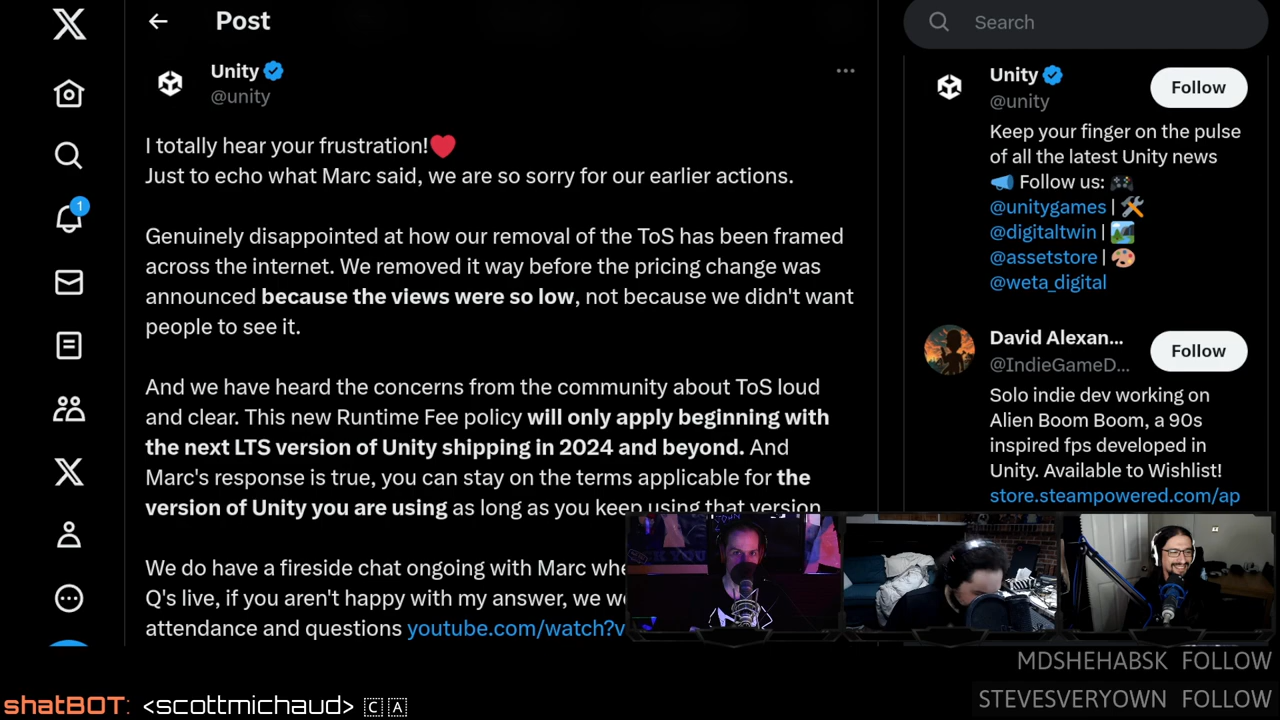 Post
Search
Unity
@unity
I totally hear your frustration!❤️
Just to echo what Marc said, we are so sorry for our earlier actions.
Genuinely disappointed at how our removal of the ToS has been framed
across the internet. We removed it way before the pricing change was
announced because the views were so low, not because we didn't want
people to see it.
And we have heard the concerns from the community about ToS loud
and clear. This new Runtime Fee policy will only apply beginning with
the next LTS version of Unity shipping in 2024 and beyond. And
Marc's response is true, you can stay on the terms applicable for the
version of Unity you are using as long as you keep using that version
We do have a fireside chat ongoing with Marc
Q's live, if you aren't happy with my answer, we
attendance and questions youtube.com/watch?v
1
Unity
@unity
Follow
Keep your finger on the pulse
of all the latest Unity news
📣 Follow us: 🎮
@unitygames | 🛠️
@digitaltwin | 🏞️
@assetstore | 🎨
@weta_digital
David Alexan...
@IndieGameD...
Follow
Solo indie dev working on
Alien Boom Boom, a 90s
inspired fps developed in
Unity. Available to Wishlist!
store.steampowered.com/ap
MDSHEHABSK FOLLOW
STEVESVERYOWN FOLLOW
shatBOT: <scottmichaud> 🇨🇦